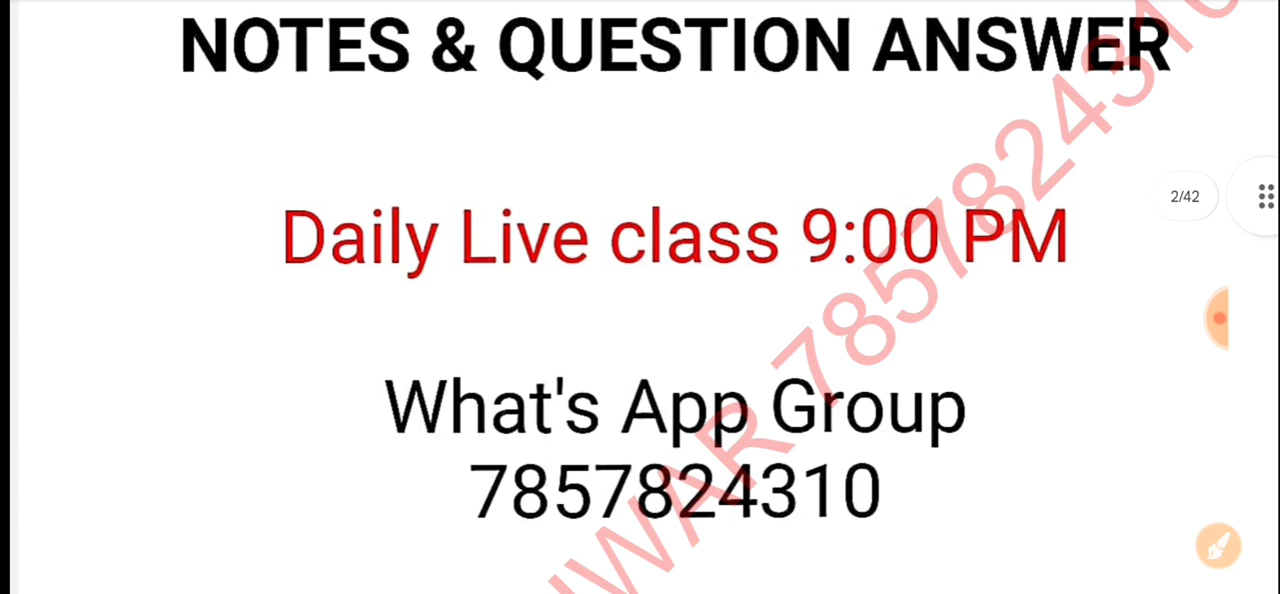 NOTES & QUESTION ANSWER
Daily Live class 9:00 PM
2/42
What's App Group
7857824310